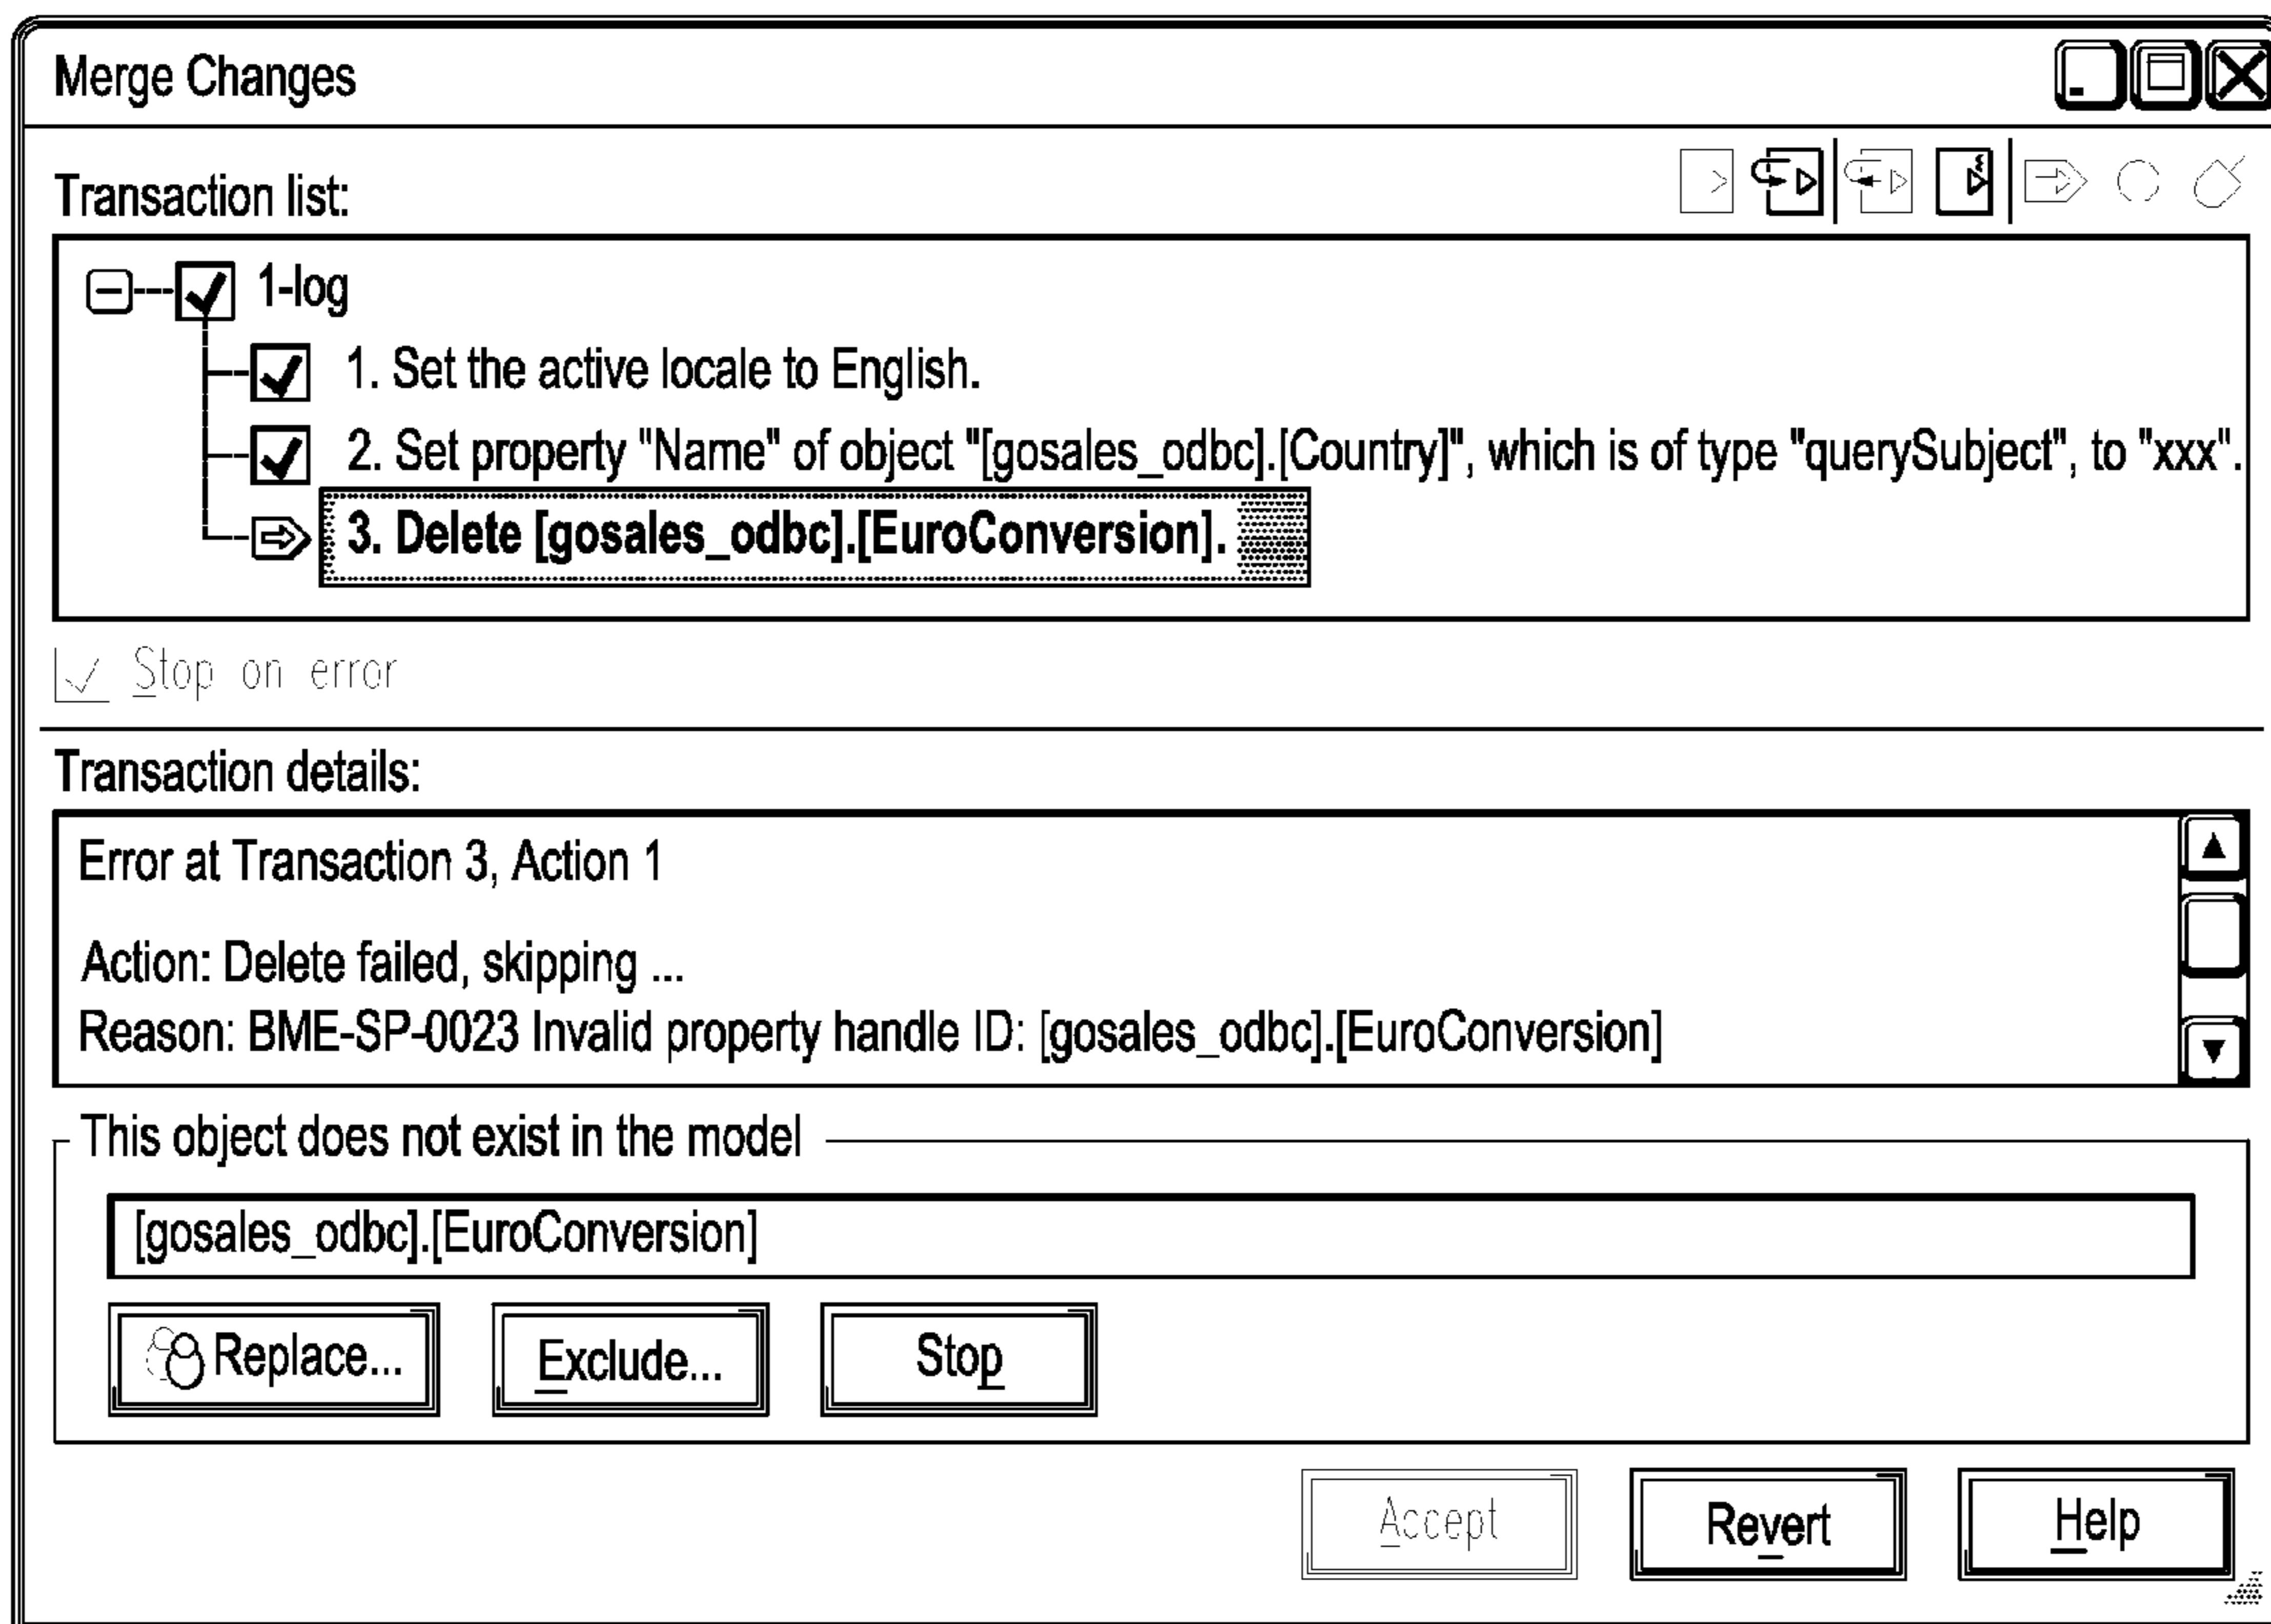 Merge Changes
Transaction list:
1-log
1. Set the active locale to English.
2. Set property "Name" of object "[gosales_odbc].[Country]", which is of type "querySubject", to "xxx".
3. Delete [gosales_odbc].[EuroConversion].
Stop on error
Transaction details:
Error at Transaction 3, Action 1
Action: Delete failed, skipping ...
Reason: BME-SP-0023 Invalid property handle ID: [gosales_odbc].[EuroConversion]
This object does not exist in the model
[gosales_odbc].[EuroConversion]
Replace... Exclude... Stop
Accept Revert Help